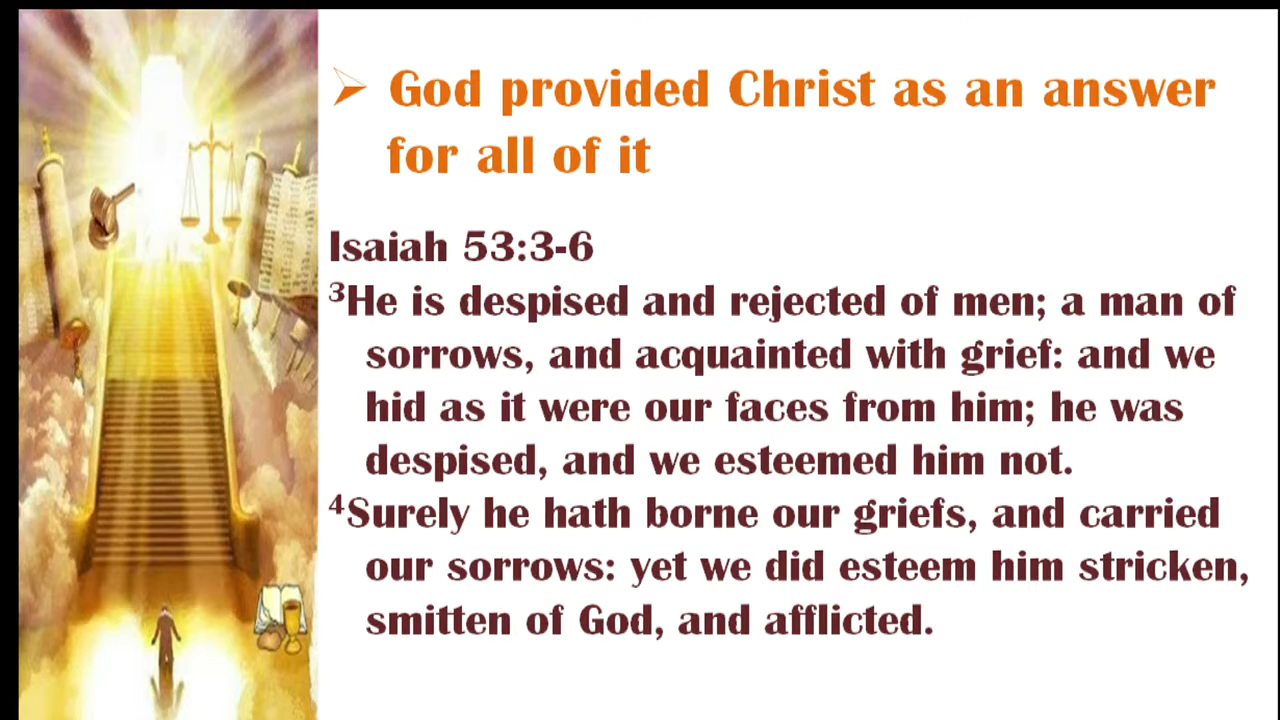 ➢ God provided Christ as an answer
for all of it
Isaiah 53:3-6
³He is despised and rejected of men; a man of
sorrows, and acquainted with grief: and we
hid as it were our faces from him; he was
despised, and we esteemed him not.
⁴Surely he hath borne our griefs, and carried
our sorrows: yet we did esteem him stricken,
smitten of God, and afflicted.